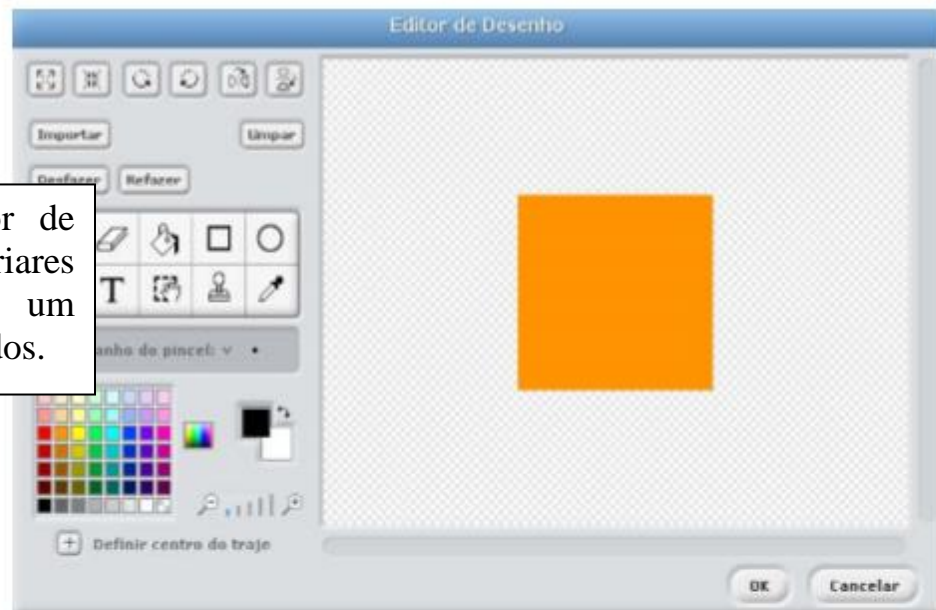 Editor de Desenho
Importar
Limpar
Desfazer
Refazer
r de
riares
um
dos.
anho do pincel:
T
Definir centro do traje
OK
Cancelar